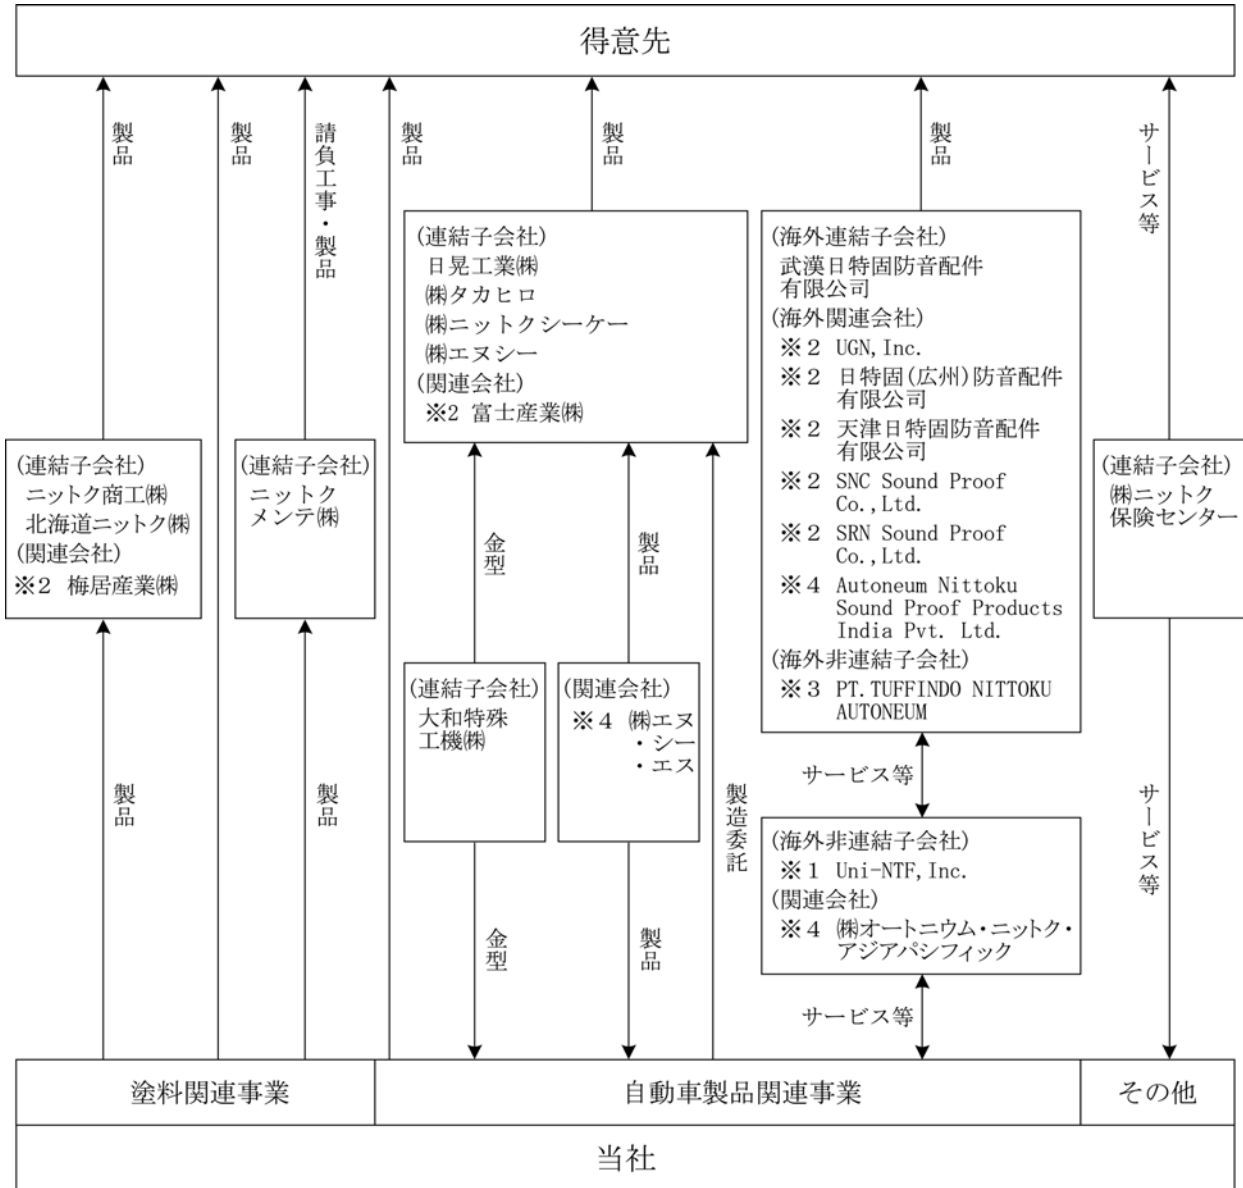 得意先
製品
製品
請負工事・製品
製品
製品
製品
サービス等
(連結子会社)
日晃工業㈱
㈱タカヒロ
㈱ニットクシーケー
㈱エヌシー
(関連会社)
※2 富士産業㈱
(海外連結子会社)
武漢日特固防音配件
有限公司
(海外関連会社)
※2 UGN,Inc.
※2 日特固(広州)防音配件
有限公司
※2 天津日特固防音配件
有限公司
※2 SNC Sound Proof
Co.,Ltd.
※2 SRN Sound Proof
Co.,Ltd.
※4 Autoneum Nittoku
Sound Proof Products
India Pvt. Ltd.
(海外非連結子会社)
※3 PT.TUFFINDO NITTOKU
AUTONEUM
(連結子会社)
ニットク商工㈱
北海道ニットク㈱
(関連会社)
※2 梅居産業㈱
(連結子会社)
ニットク
メンテ㈱
(連結子会社)
㈱ニットク
保険センター
金型
製品
(連結子会社)
大和特殊
工機㈱
(関連会社)
※4 ㈱エヌ
・シー
・エス
製品
製品
製造委託
サービス等
サービス等
(海外非連結子会社)
※1 Uni-NTF,Inc.
(関連会社)
※4 ㈱オートニウム・ニットク・
アジアパシフィック
金型
製品
サービス等
塗料関連事業
自動車製品関連事業
その他
当社